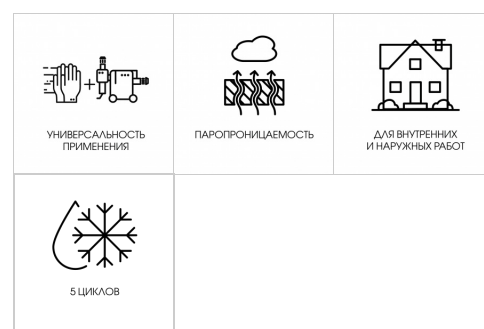 УНИВЕРСАЛЬНОСТЬ
ПРИМЕНЕНИЯ
ПАРОПРОНИЦАЕМОСТЬ
ДЛЯ ВНУТРЕННИХ
И НАРУЖНЫХ РАБОТ
5 ЦИКЛОВ